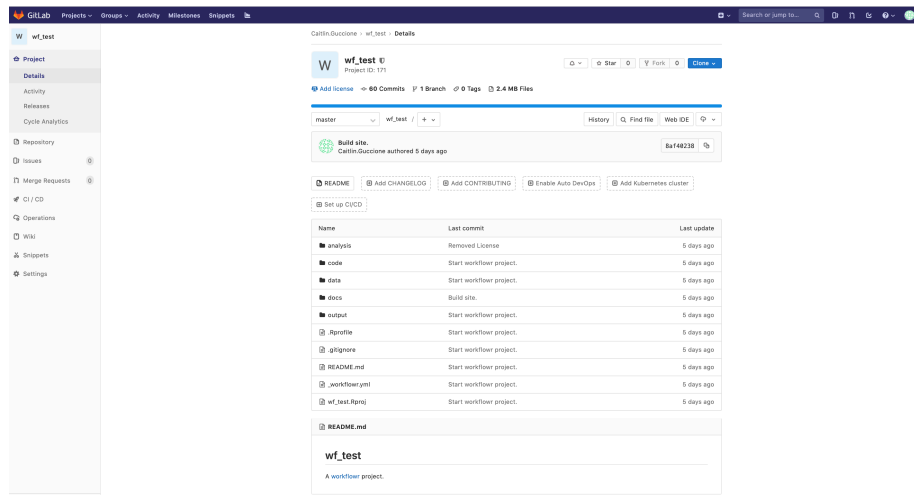 GitLab Projects Groups Activity Milestones Snippets Search or jump to...
W wf_test
Project
Details
Activity
Releases
Cycle Analytics
Repository
Issues 0
Merge Requests 0
CI / CD
Operations
Wiki
Snippets
Settings
Caitlin.Guccione > wf_test > Details
W
wf_test
Project ID: 171
Star 0 Fork 0 Clone
Add license 60 Commits 1 Branch 0 Tags 2.4 MB Files
master wf_test / + History Find file Web IDE
Build site.
Caitlin.Guccione authored 5 days ago
8af40238
README Add CHANGELOG Add CONTRIBUTING Enable Auto DevOps Add Kubernetes cluster
Set up CI/CD
Name Last commit Last update
analysis Removed License 5 days ago
code Start workflowr project. 5 days ago
data Start workflowr project. 5 days ago
docs Build site. 5 days ago
output Start workflowr project. 5 days ago
.Rprofile Start workflowr project. 5 days ago
.gitignore Start workflowr project. 5 days ago
README.md Start workflowr project. 5 days ago
_workflowr.yml Start workflowr project. 5 days ago
wf_test.Rproj Start workflowr project. 5 days ago
README.md
wf_test
A workflowr project.